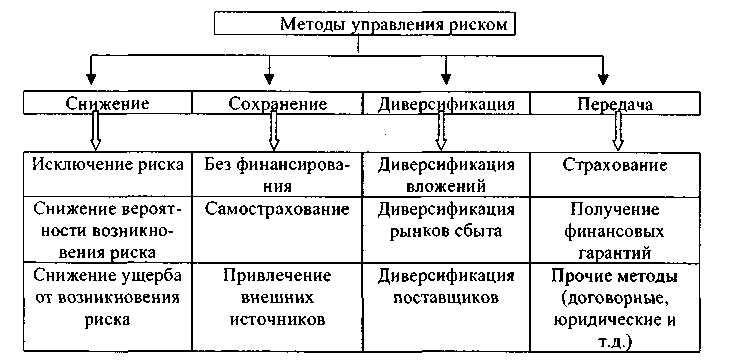 Методы управления риском
Снижение
Сохранение
Диверсификация
Передача
Исключение риска
Без финансирова-
ния
Диверсификация
вложений
Страхование
Снижение вероят-
ности возникно-
вения риска
Самострахование
Диверсификация
рынков сбыта
Получение
финансовых
гарантий
Снижение ущерба
от возникновения
риска
Привлечение
внешних
источников
Диверсификация
поставщиков
Прочие методы
(договорные,
юридические и
т.д.)